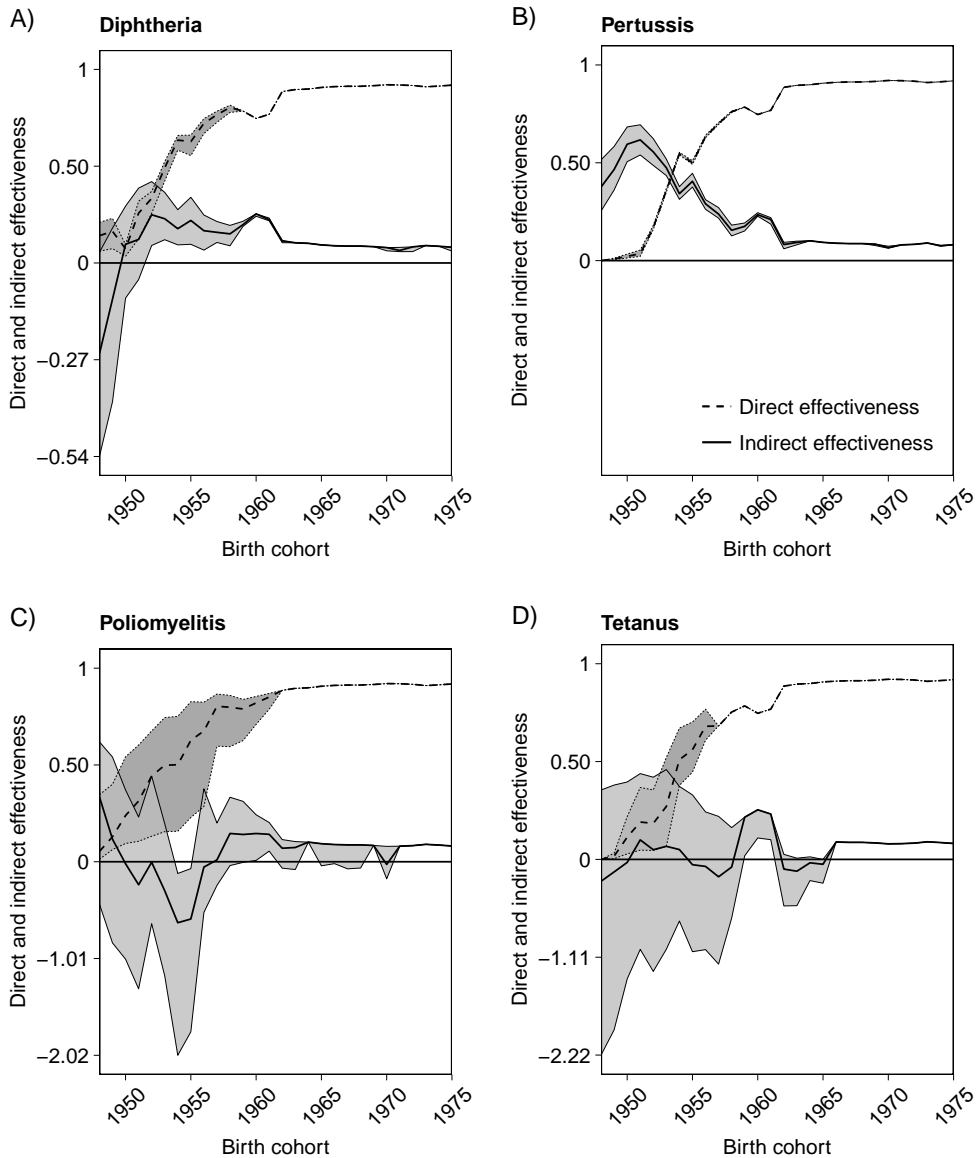 A)
Diphtheria
Direct and indirect effectiveness
1
0.50
0
−0.27
−0.54
1950
1955
1960
1965
1970
1975
Birth cohort
B)
Pertussis
Direct and indirect effectiveness
1
0.50
0
Direct effectiveness
Indirect effectiveness
1950
1955
1960
1965
1970
1975
Birth cohort
C)
Poliomyelitis
Direct and indirect effectiveness
1
0.50
0
−1.01
−2.02
1950
1955
1960
1965
1970
1975
Birth cohort
D)
Tetanus
Direct and indirect effectiveness
1
0.50
0
−1.11
−2.22
1950
1955
1960
1965
1970
1975
Birth cohort